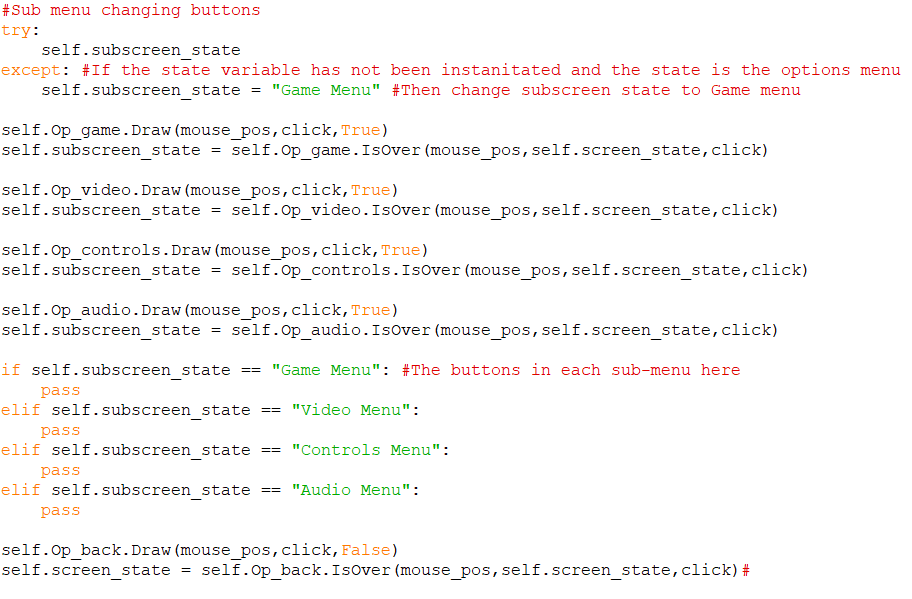 #Sub menu changing buttons
try:
    self.subscreen_state
except: #If the state variable has not been instanitated and the state is the options menu
    self.subscreen_state = "Game Menu" #Then change subscreen state to Game menu

self.Op_game.Draw(mouse_pos,click,True)
self.subscreen_state = self.Op_game.IsOver(mouse_pos,self.screen_state,click)

self.Op_video.Draw(mouse_pos,click,True)
self.subscreen_state = self.Op_video.IsOver(mouse_pos,self.screen_state,click)

self.Op_controls.Draw(mouse_pos,click,True)
self.subscreen_state = self.Op_controls.IsOver(mouse_pos,self.screen_state,click)

self.Op_audio.Draw(mouse_pos,click,True)
self.subscreen_state = self.Op_audio.IsOver(mouse_pos,self.screen_state,click)

if self.subscreen_state == "Game Menu": #The buttons in each sub-menu here
    pass
elif self.subscreen_state == "Video Menu":
    pass
elif self.subscreen_state == "Controls Menu":
    pass
elif self.subscreen_state == "Audio Menu":
    pass

self.Op_back.Draw(mouse_pos,click,False)
self.screen_state = self.Op_back.IsOver(mouse_pos,self.screen_state,click)#